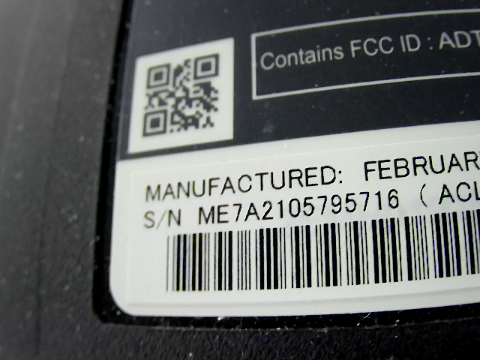 Contains FCC ID : ADT
MANUFACTURED: FEBRUAR
S/N ME7A2105795716 ( ACL